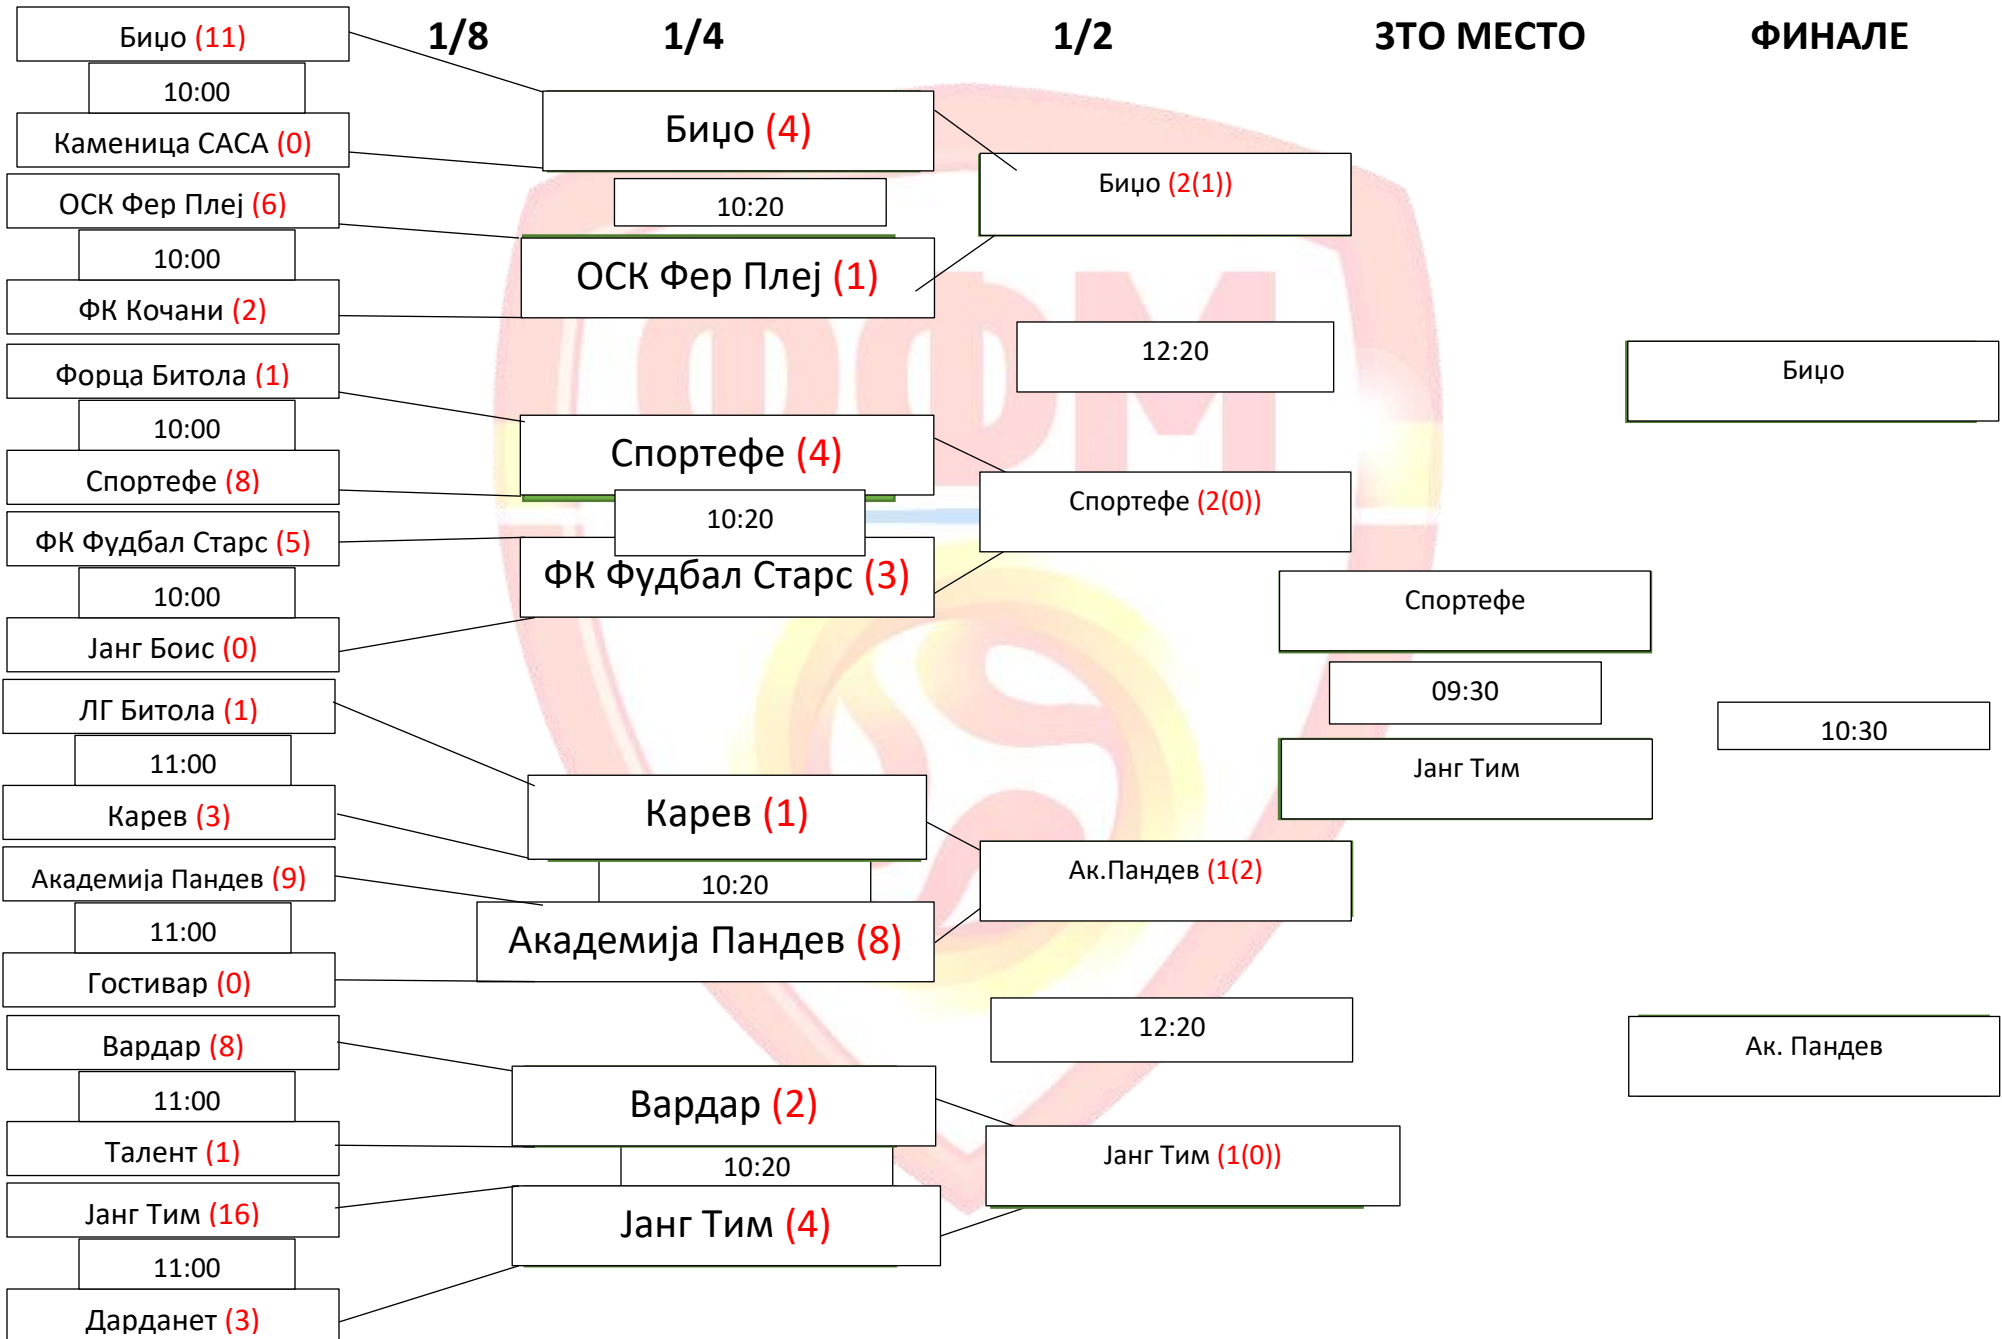 1/8
1/4
1/2
3ТО МЕСТО
ФИНАЛЕ
Биџо (11)
10:00
Каменица САСА (0)
ОСК Фер Плеј (6)
10:00
ФК Кочани (2)
Форца Битола (1)
10:00
Спортефе (8)
ФК Фудбал Старс (5)
10:00
Јанг Боис (0)
ЛГ Битола (1)
11:00
Карев (3)
Академија Пандев (9)
11:00
Гостивар (0)
Вардар (8)
11:00
Талент (1)
Јанг Тим (16)
11:00
Дарданет (3)
Биџо (4)
10:20
ОСК Фер Плеј (1)
Спортефе (4)
10:20
ФК Фудбал Старс (3)
Карев (1)
10:20
Академија Пандев (8)
Вардар (2)
10:20
Јанг Тим (4)
Биџо (2(1))
12:20
Спортефе (2(0))
Ак.Пандев (1(2)
12:20
Јанг Тим (1(0))
Спортефе
09:30
Јанг Тим
Биџо
10:30
Ак. Пандев
ФФМ